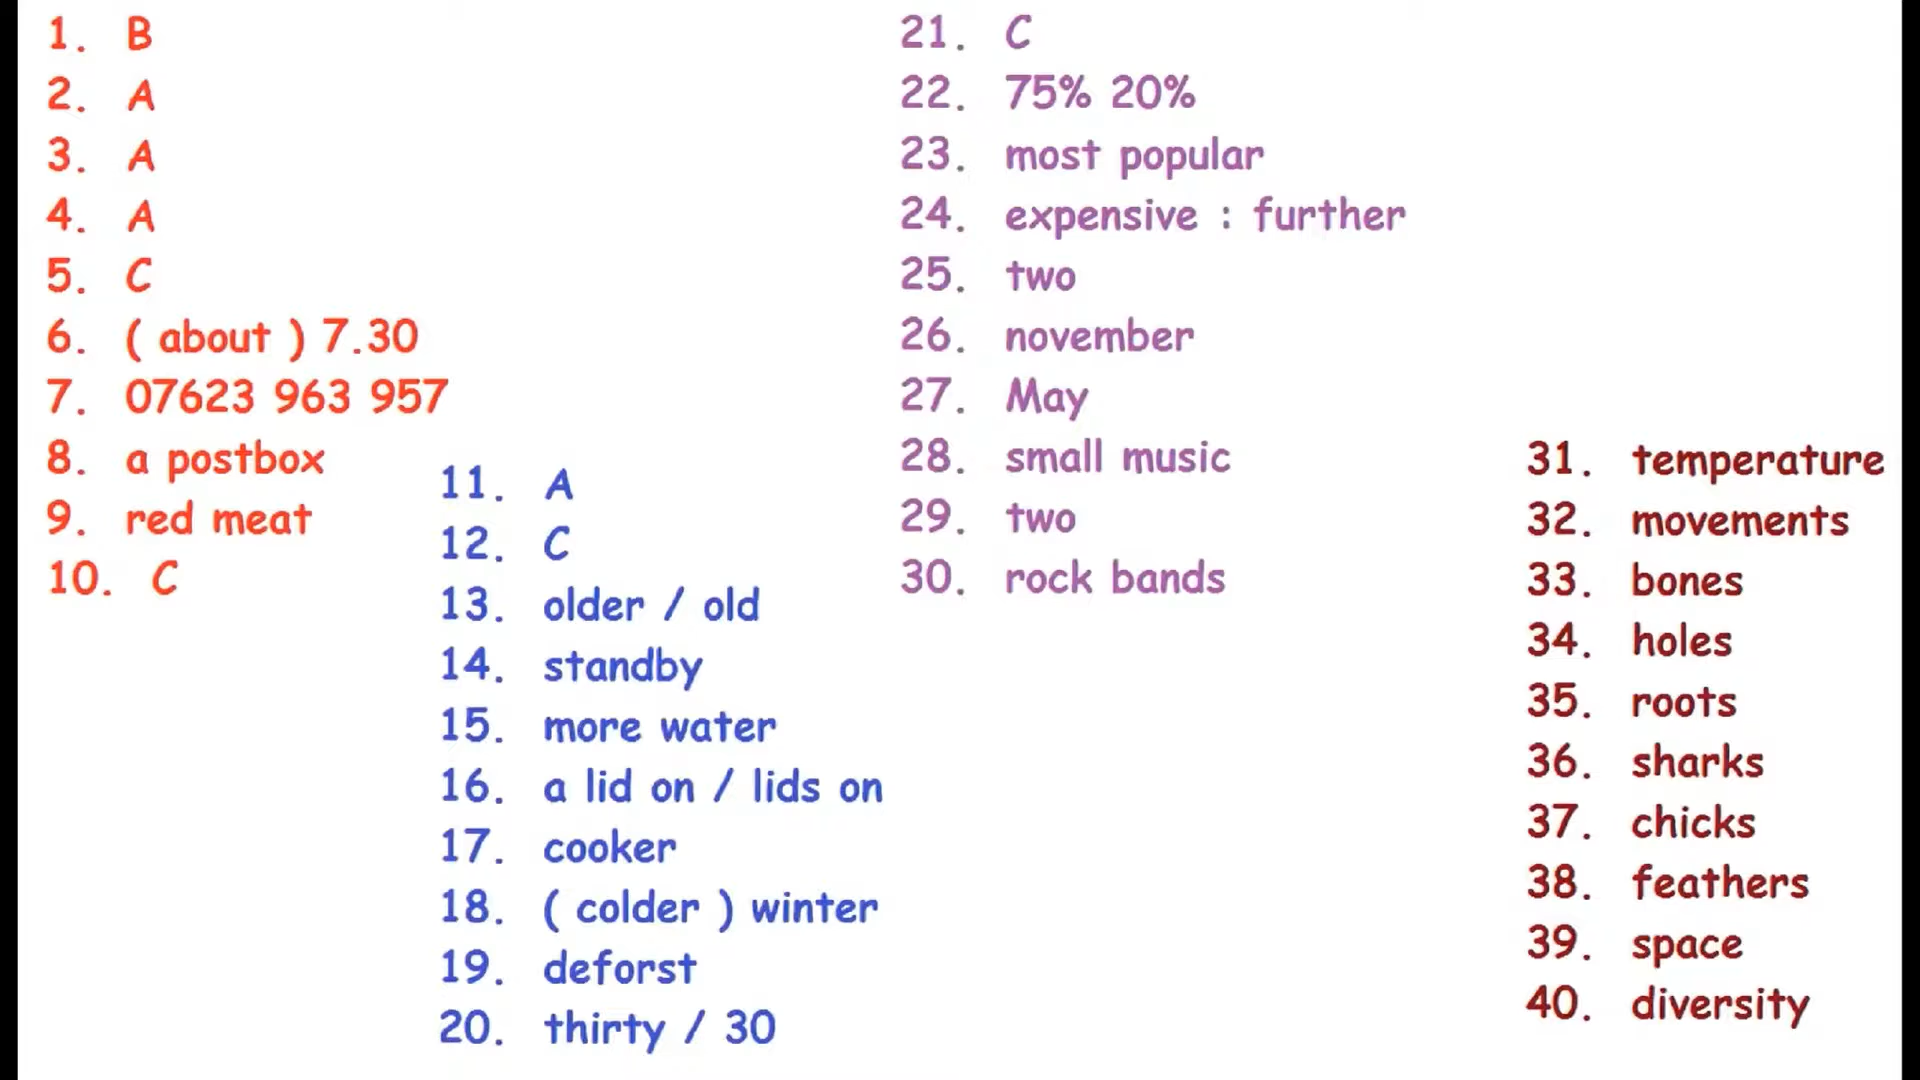 1. B
2. A
3. A
4. A
5. C
6. ( about ) 7.30
7. 07623 963 957
8. a postbox
9. red meat
10. C
11. A
12. C
13. older / old
14. standby
15. more water
16. a lid on / lids on
17. cooker
18. ( colder ) winter
19. deforst
20. thirty / 30
21. C
22. 75% 20%
23. most popular
24. expensive : further
25. two
26. november
27. May
28. small music
29. two
30. rock bands
31. temperature
32. movements
33. bones
34. holes
35. roots
36. sharks
37. chicks
38. feathers
39. space
40. diversity